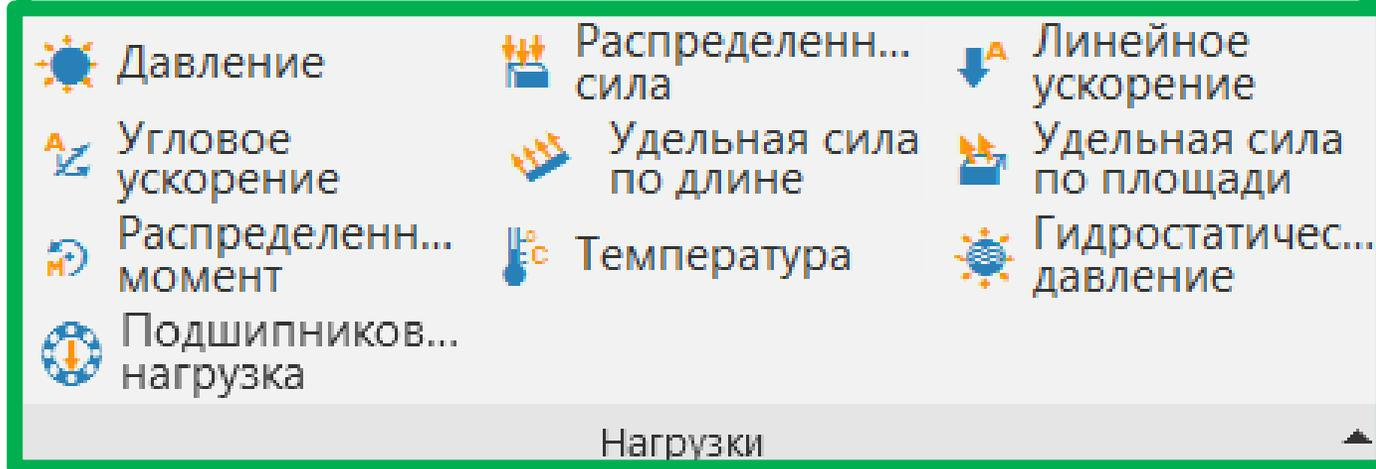 Давление
Распределенн...
сила
Линейное
ускорение
Угловое
ускорение
Удельная сила
по длине
Удельная сила
по площади
Распределенн...
момент
Температура
Гидростатичес...
давление
Подшипников...
нагрузка
Нагрузки